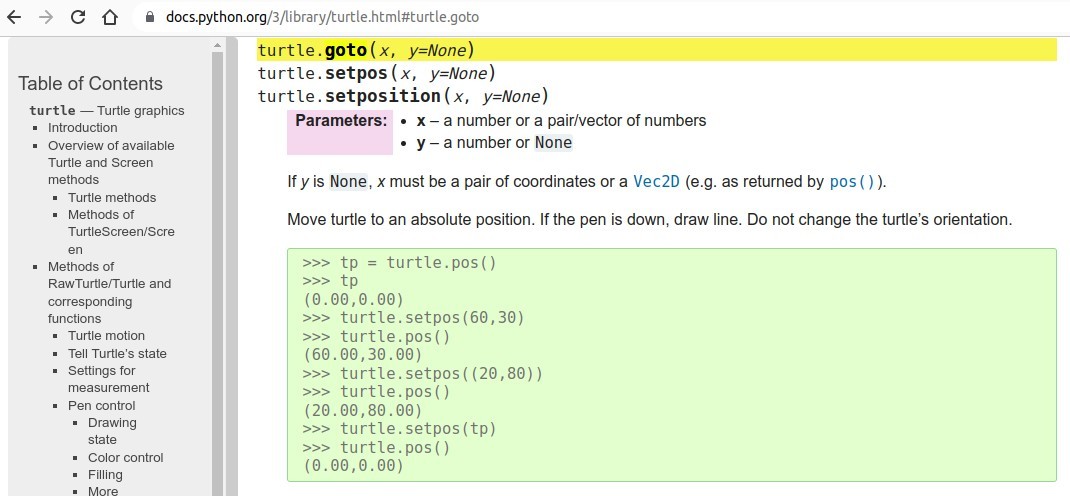 docs.python.org/3/library/turtle.html#turtle.goto
Table of Contents
turtle — Turtle graphics
Introduction
Overview of available
Turtle and Screen
methods
Turtle methods
Methods of
TurtleScreen/Scre
en
Methods of
RawTurtle/Turtle and
corresponding
functions
Turtle motion
Tell Turtle's state
Settings for
measurement
Pen control
Drawing
state
Color control
Filling
More
turtle.goto(x, y=None)
turtle.setpos(x, y=None)
turtle.setposition(x, y=None)
Parameters: • x – a number or a pair/vector of numbers
• y – a number or None
If y is None, x must be a pair of coordinates or a Vec2D (e.g. as returned by pos()).
Move turtle to an absolute position. If the pen is down, draw line. Do not change the turtle's orientation.
>>> tp = turtle.pos()
>>> tp
(0.00,0.00)
>>> turtle.setpos(60,30)
>>> turtle.pos()
(60.00,30.00)
>>> turtle.setpos((20,80))
>>> turtle.pos()
(20.00,80.00)
>>> turtle.setpos(tp)
>>> turtle.pos()
(0.00,0.00)